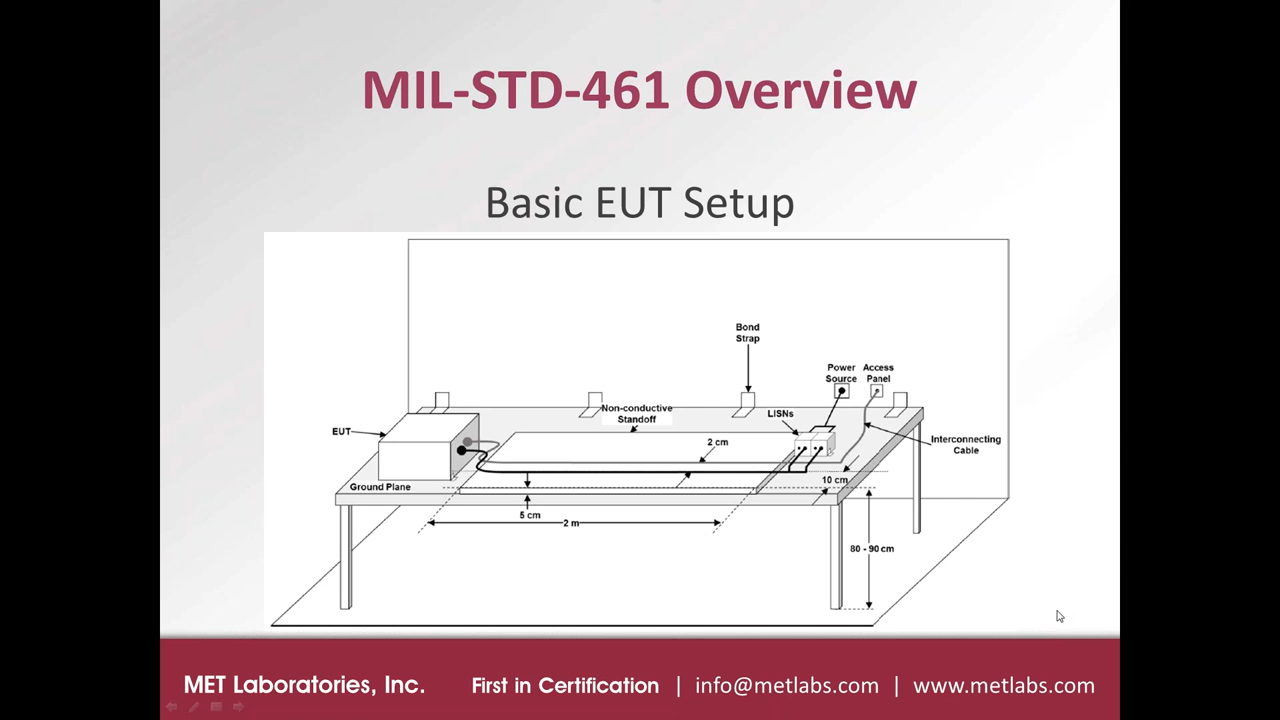 MIL-STD-461 Overview
Basic EUT Setup
Bond
Strap
Power
Source
Access
Panel
Non-conductive
Standoff
LISNs
EUT
2 cm
Interconnecting
Cable
10 cm
Ground Plane
5 cm
2 m
80 - 90 cm
MET Laboratories, Inc. First in Certification | info@metlabs.com | www.metlabs.com